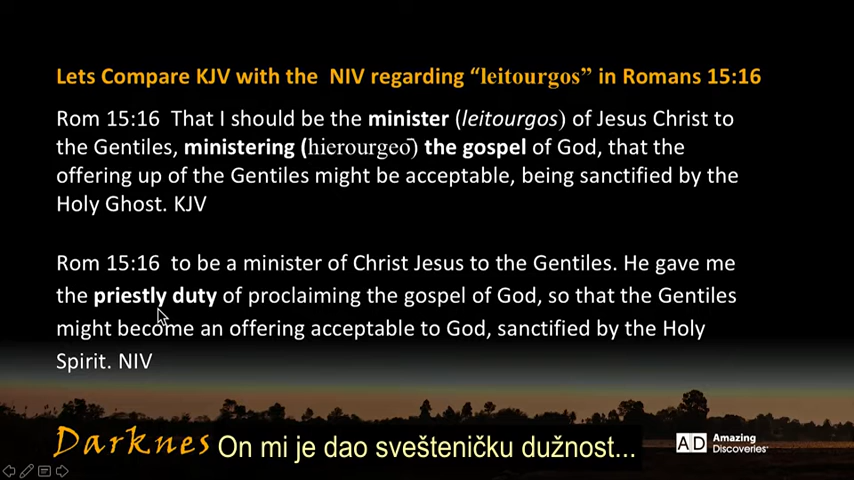 Lets Compare KJV with the NIV regarding “leitourgos” in Romans 15:16
Rom 15:16 That I should be the minister (leitourgos) of Jesus Christ to
the Gentiles, ministering (hierourgeō) the gospel of God, that the
offering up of the Gentiles might be acceptable, being sanctified by the
Holy Ghost. KJV
Rom 15:16 to be a minister of Christ Jesus to the Gentiles. He gave me
the priestly duty of proclaiming the gospel of God, so that the Gentiles
might become an offering acceptable to God, sanctified by the Holy
Spirit. NIV
Darknes
On mi je dao svešteničku dužnost...
AD Amazing
Discoveries